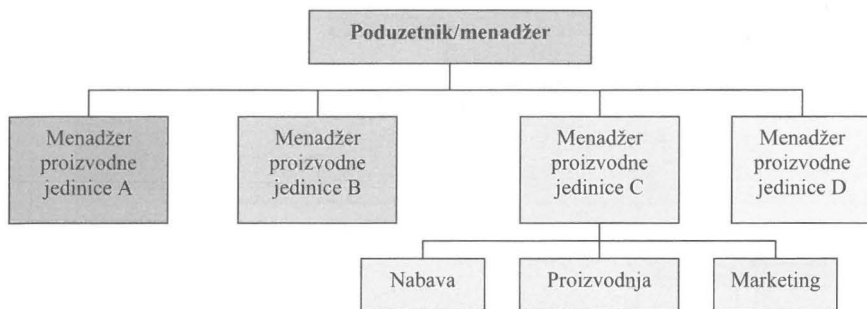 Poduzetnik/menadžer
Menadžer
proizvodne
jedinice A
Menadžer
proizvodne
jedinice B
Menadžer
proizvodne
jedinice C
Menadžer
proizvodne
jedinice D
Nabava
Proizvodnja
Marketing